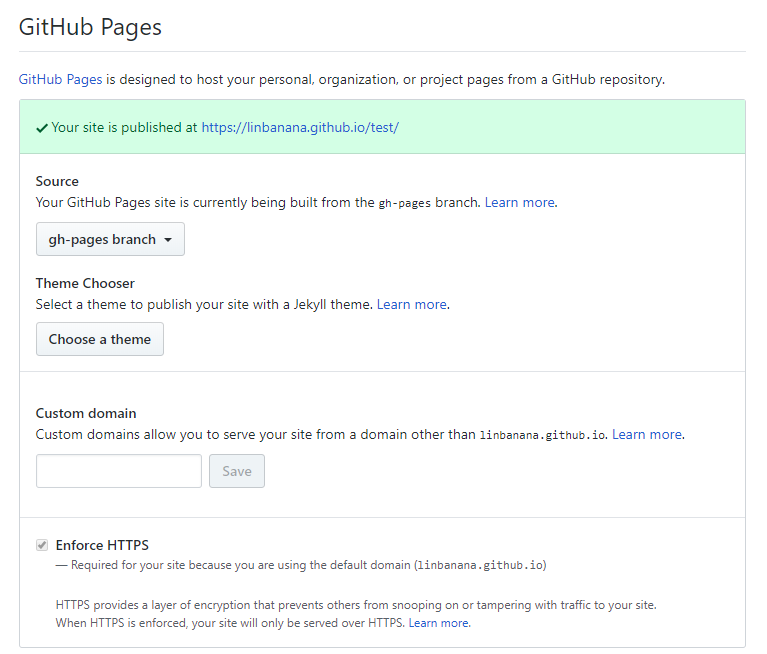 GitHub Pages
GitHub Pages is designed to host your personal, organization, or project pages from a GitHub repository.
Your site is published at https://linbanana.github.io/test/
Source
Your GitHub Pages site is currently being built from the gh-pages branch. Learn more.
gh-pages branch
Theme Chooser
Select a theme to publish your site with a Jekyll theme. Learn more.
Choose a theme
Custom domain
Custom domains allow you to serve your site from a domain other than linbanana.github.io. Learn more.
Save
Enforce HTTPS
— Required for your site because you are using the default domain (linbanana.github.io)
HTTPS provides a layer of encryption that prevents others from snooping on or tampering with traffic to your site.
When HTTPS is enforced, your site will only be served over HTTPS. Learn more.